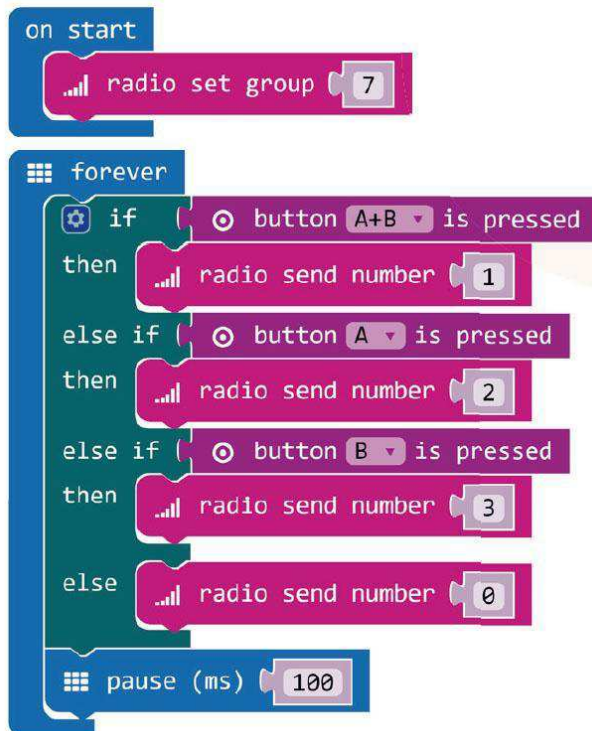 on start
radio set group 7
forever
if button A+B is pressed
then radio send number 1
else if button A is pressed
then radio send number 2
else if button B is pressed
then radio send number 3
else radio send number 0
pause (ms) 100